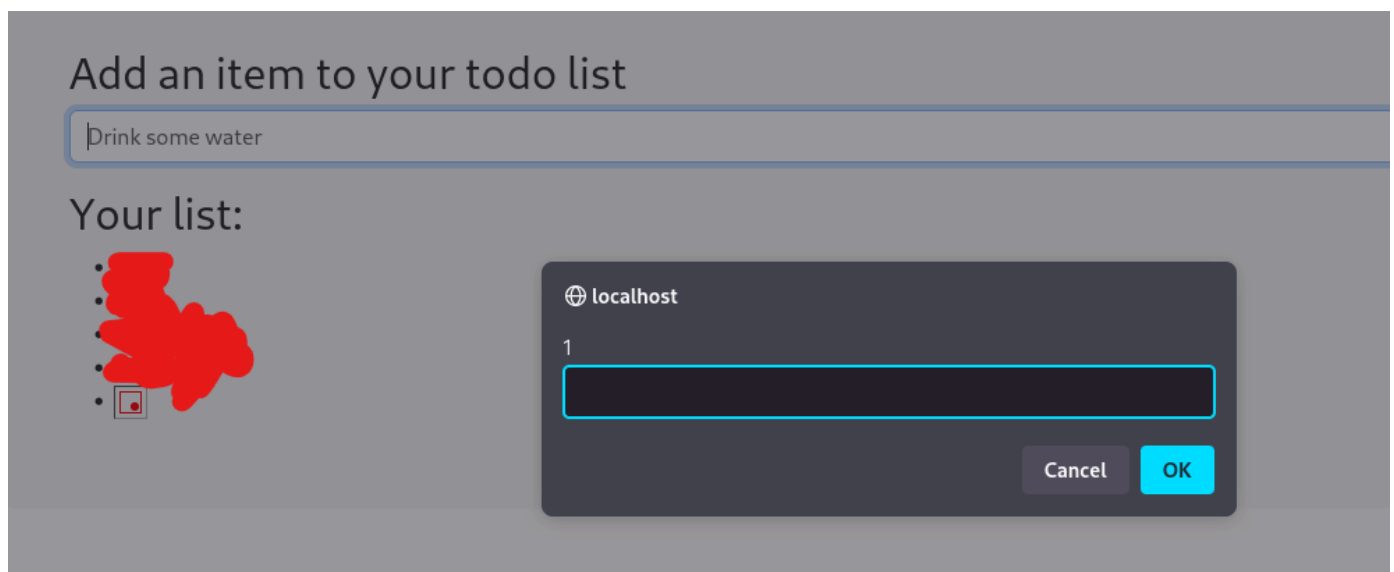 Add an item to your todo list
Drink some water
Your list:
localhost
1
Cancel
OK